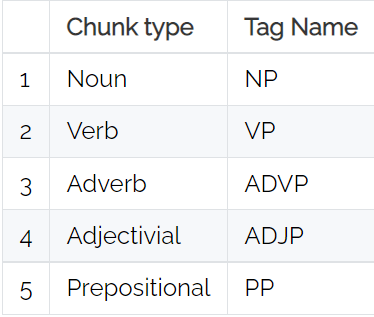 Chunk type Tag Name
1 Noun NP
2 Verb VP
3 Adverb ADVP
4 Adjectivial ADJP
5 Prepositional PP